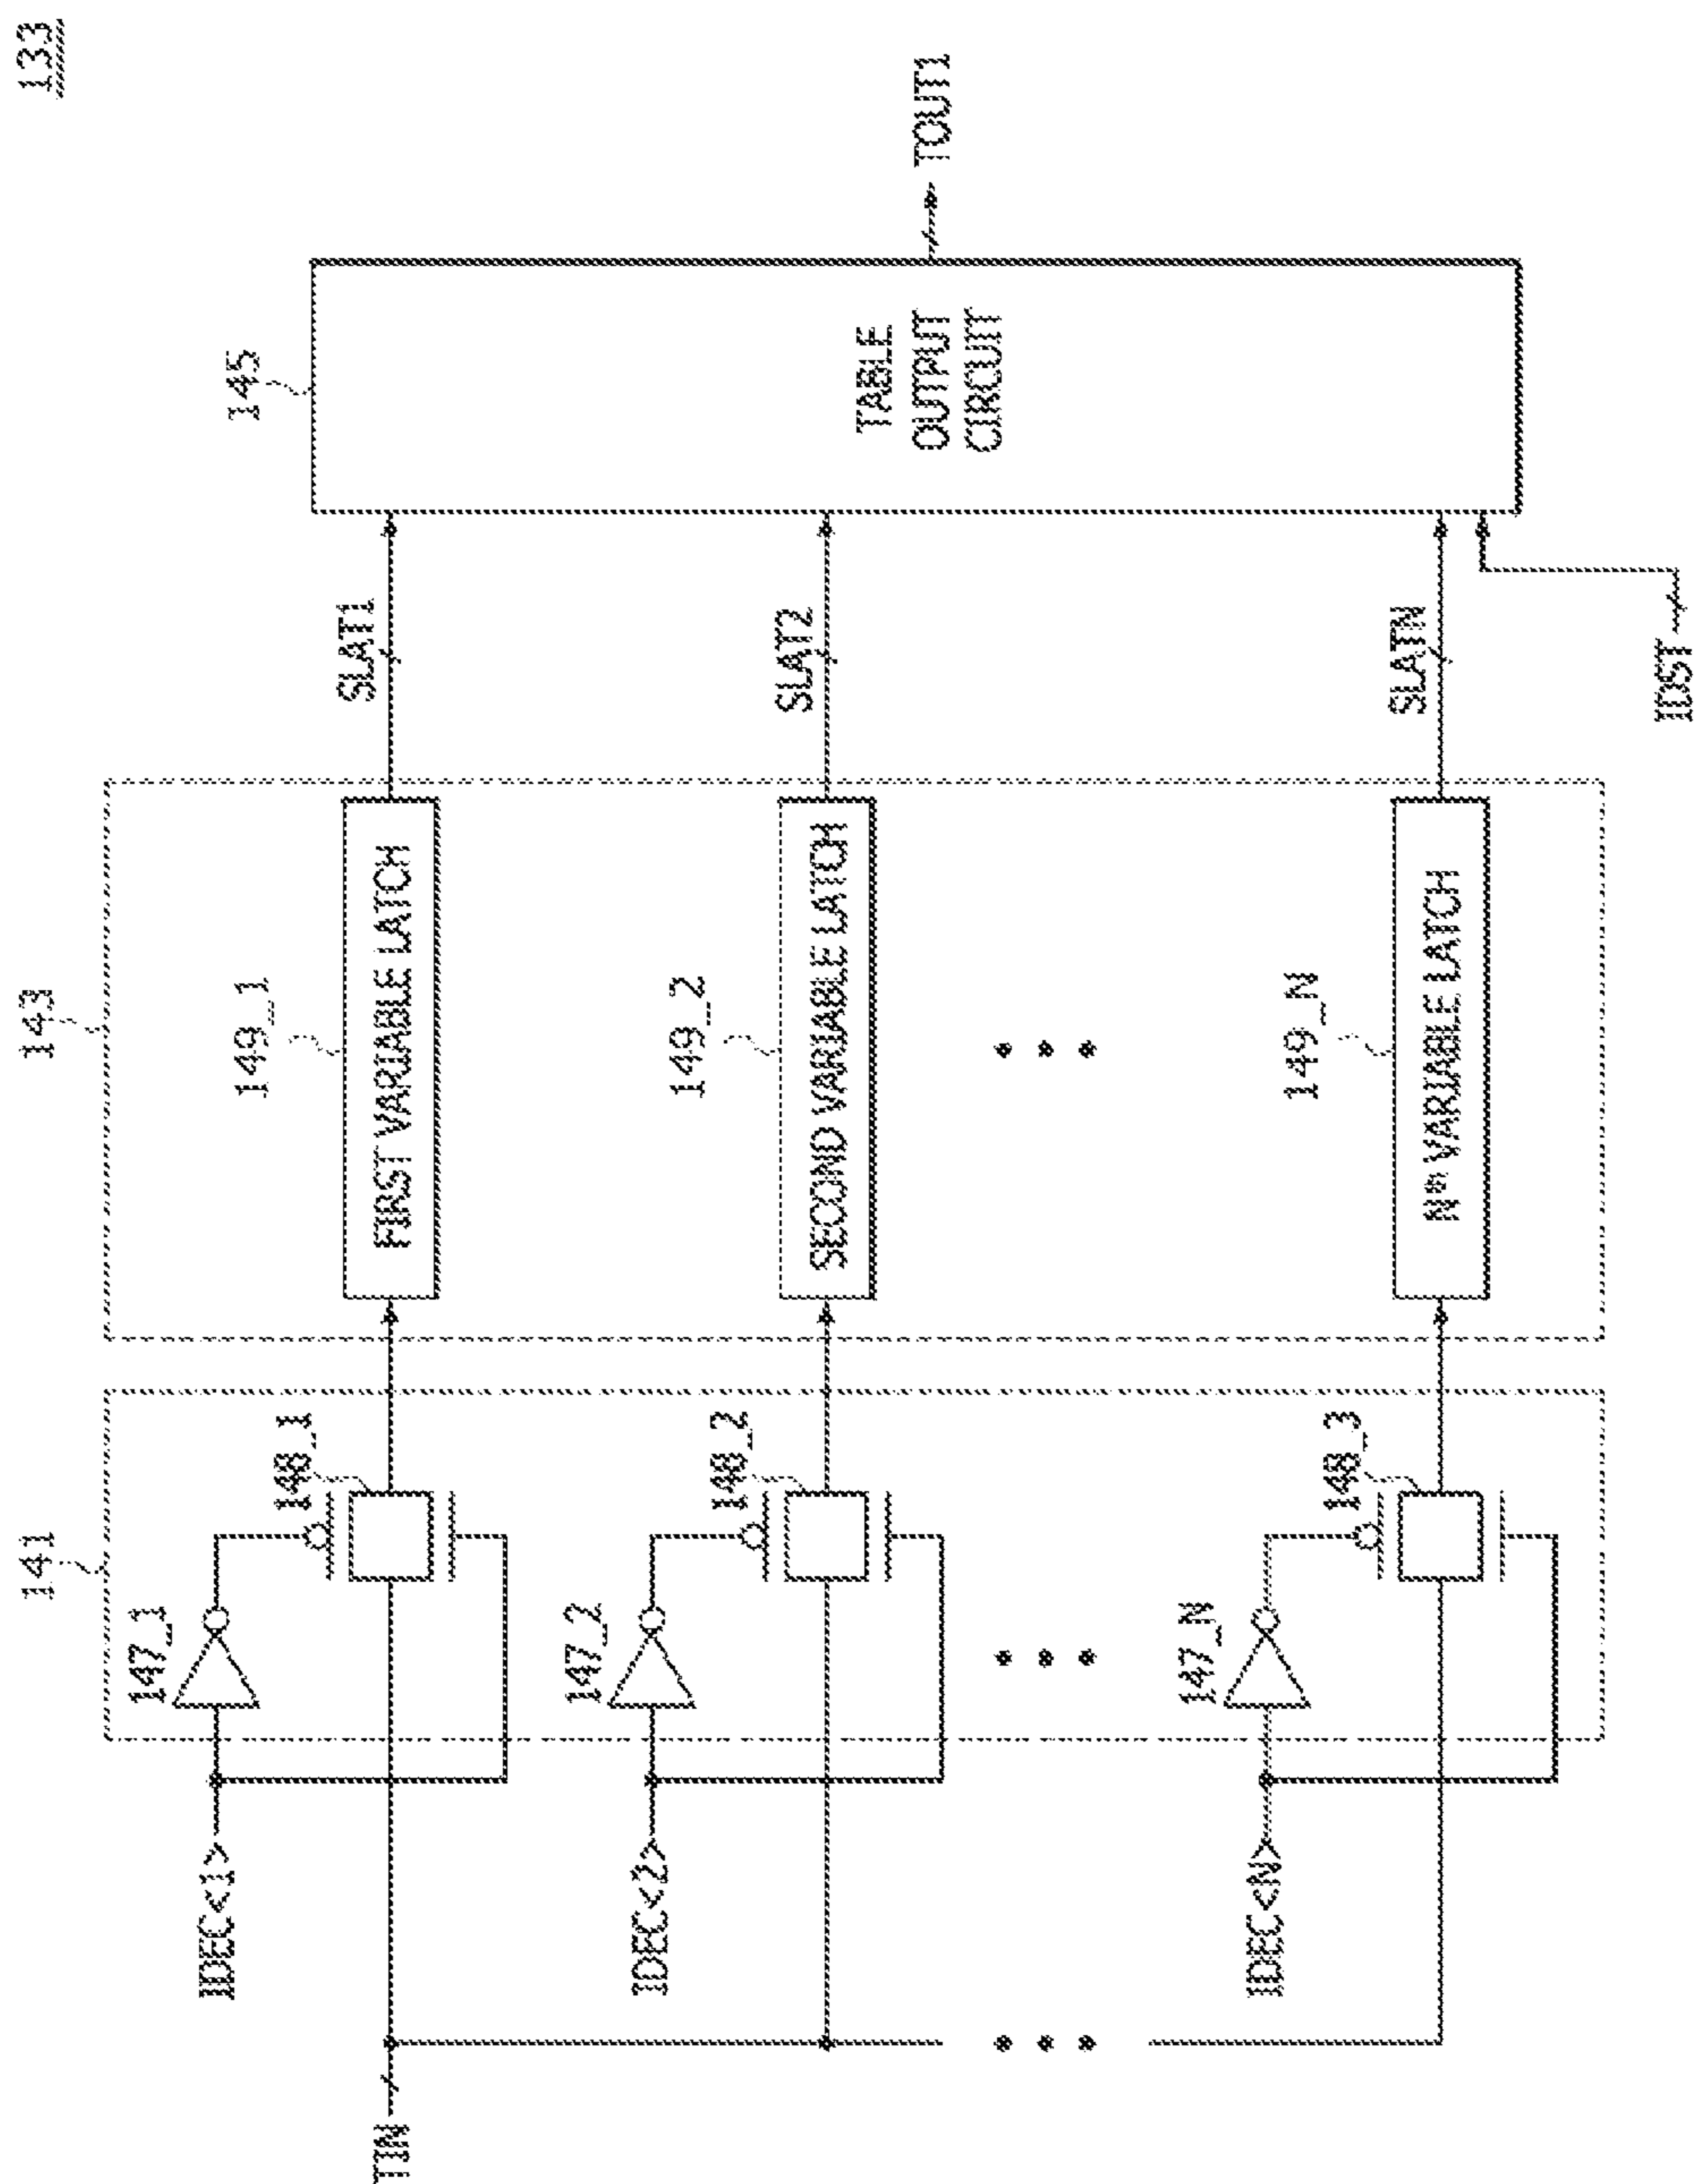 133
141
143
145
147_1
148_1
149_1
IDEC<1>
TIN
FIRST VARIABLE LATCH
SLAT1
147_2
148_2
149_2
IDEC<2>
SECOND VARIABLE LATCH
SLAT2
TABLE
OUTPUT
CIRCUIT
TOUT1
147_N
148_3
149_N
IDEC<N>
Nᵗʰ VARIABLE LATCH
SLATN
IDST